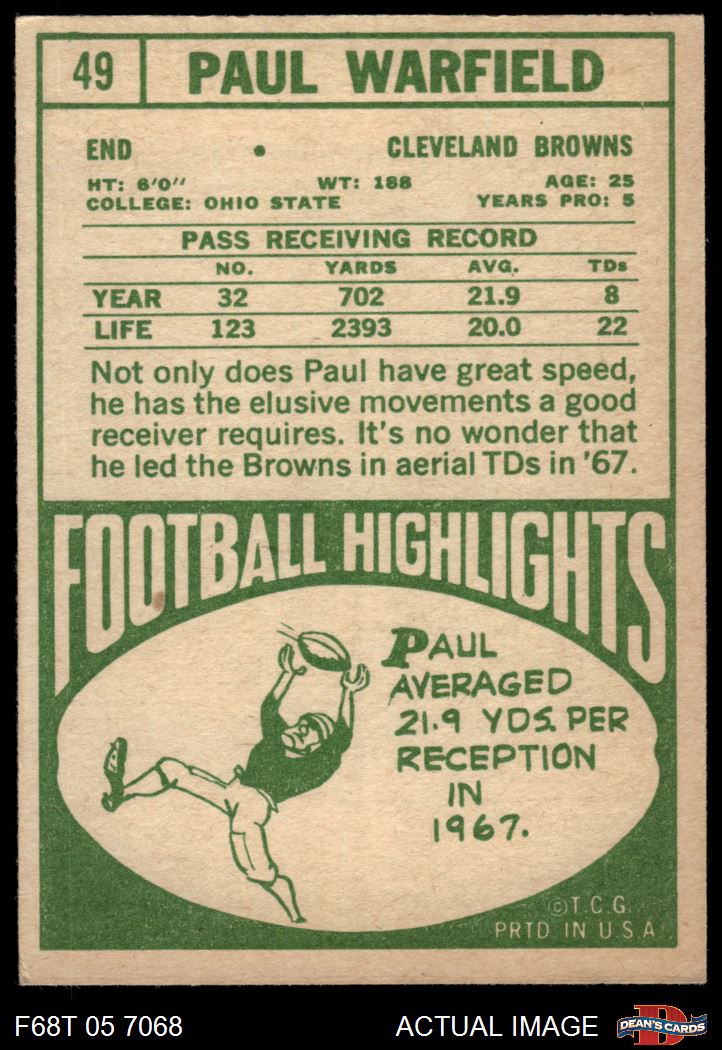 49 PAUL WARFIELD
END • CLEVELAND BROWNS
HT: 6'0" WT: 188 AGE: 25
COLLEGE: OHIO STATE YEARS PRO: 5
PASS RECEIVING RECORD
NO. YARDS AVG. TDs
YEAR 32 702 21.9 8
LIFE 123 2393 20.0 22
Not only does Paul have great speed,
he has the elusive movements a good
receiver requires. It's no wonder that
he led the Browns in aerial TDs in '67.
FOOTBALL HIGHLIGHTS
PAUL
AVERAGED
21.9 YDS. PER
RECEPTION
IN
1967.
©T.C.G.
PRTD IN U.S.A.
F68T 05 7068 ACTUAL IMAGE D DEAN'S CARDS